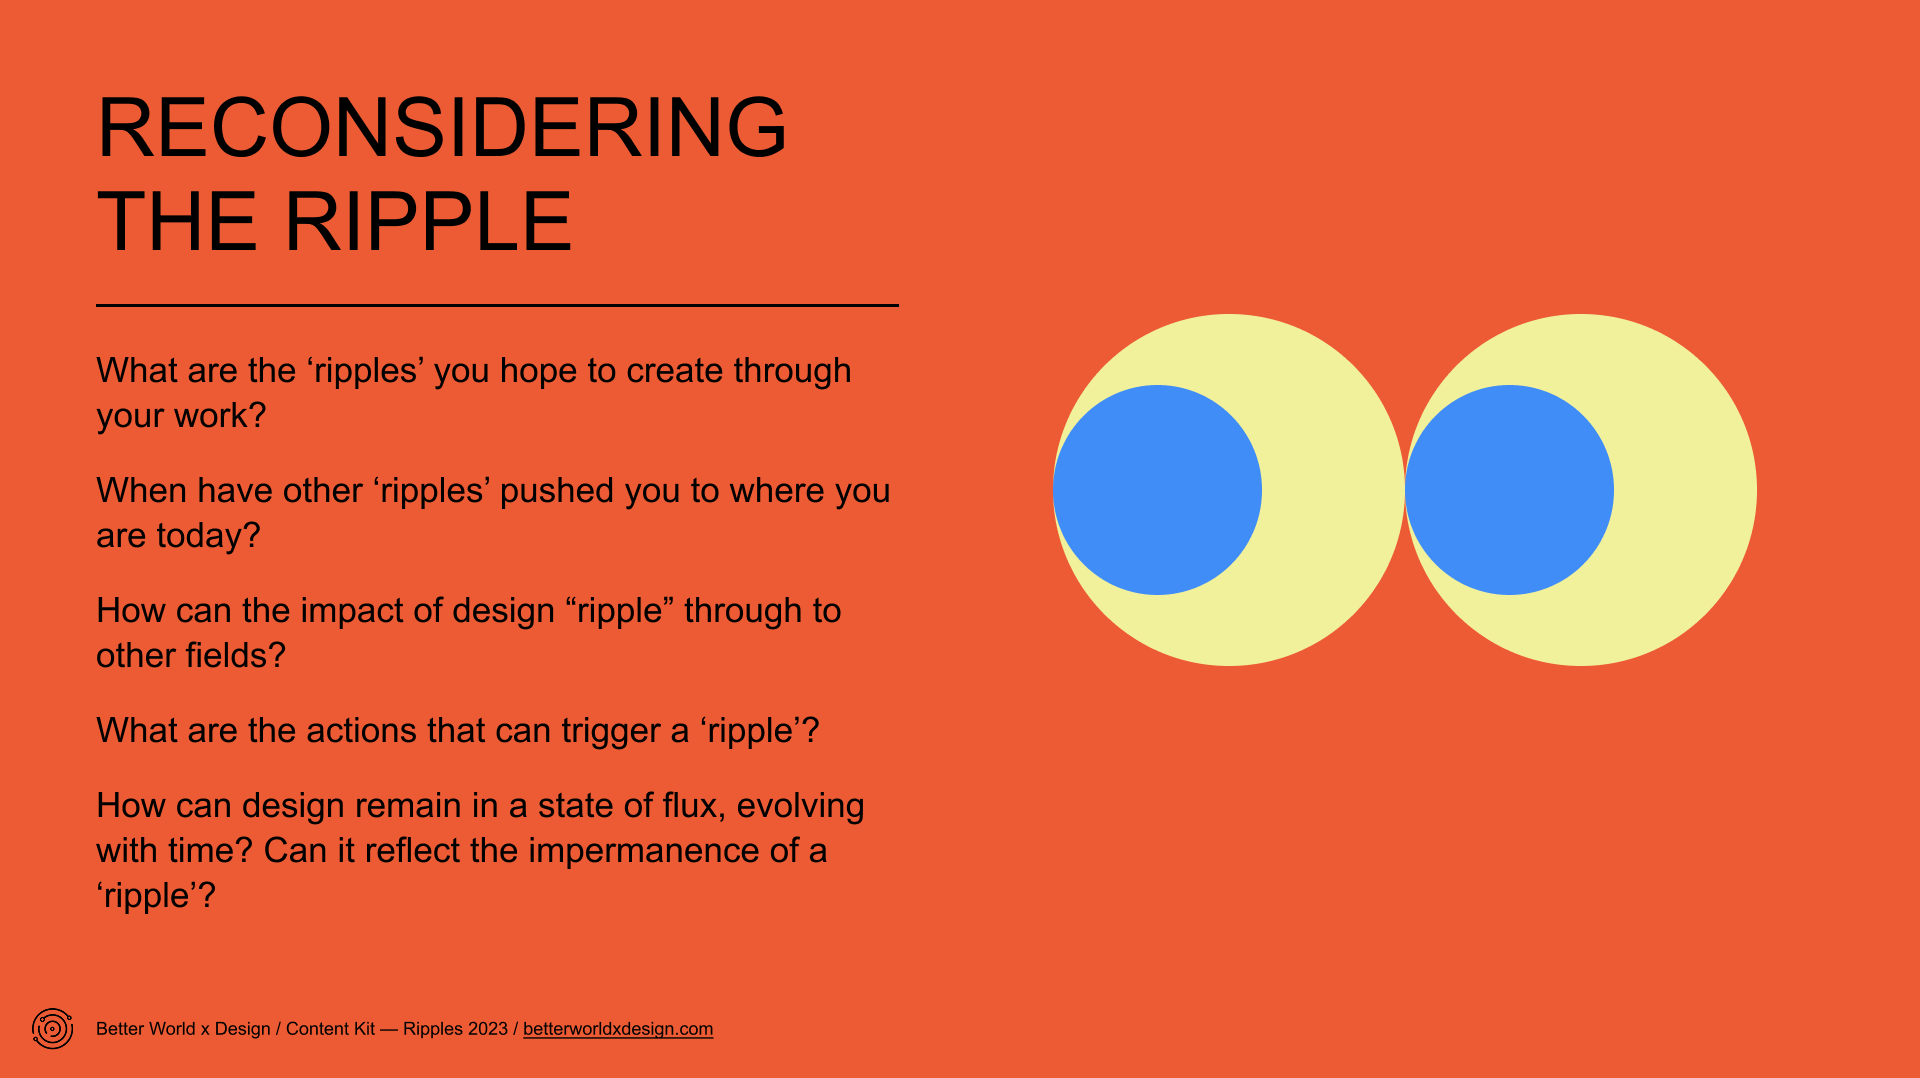 RECONSIDERING
THE RIPPLE
What are the ‘ripples’ you hope to create through
your work?
When have other ‘ripples’ pushed you to where you
are today?
How can the impact of design “ripple” through to
other fields?
What are the actions that can trigger a ‘ripple’?
How can design remain in a state of flux, evolving
with time? Can it reflect the impermanence of a
‘ripple’?
Better World x Design / Content Kit — Ripples 2023 / betterworldxdesign.com